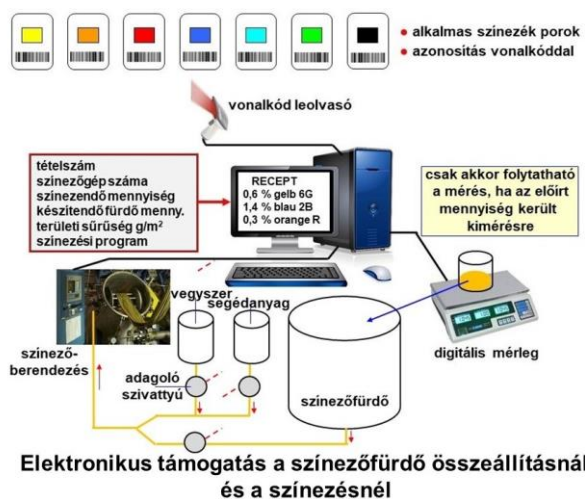 • alkalmas színezék porok
• azonosítás vonalkóddal
vonalkód leolvasó
tételszám
színezőgép száma
színezendő mennyiség
készitendő fürdő menny.
területi sűrűség g/m²
színezési program
RECEPT
0,6 % gelb 6G
1,4 % blau 2B
0,3 % orange R
csak akkor folytatható
a mérés, ha az előírt
mennyiség került
kimérésre
vegyszer
segédanyag
színező-
berendezés
adagoló
szivattyú
színezőfürdő
digitális mérleg
Elektronikus támogatás a színezőfürdő összeállításnál
és a színezésnél